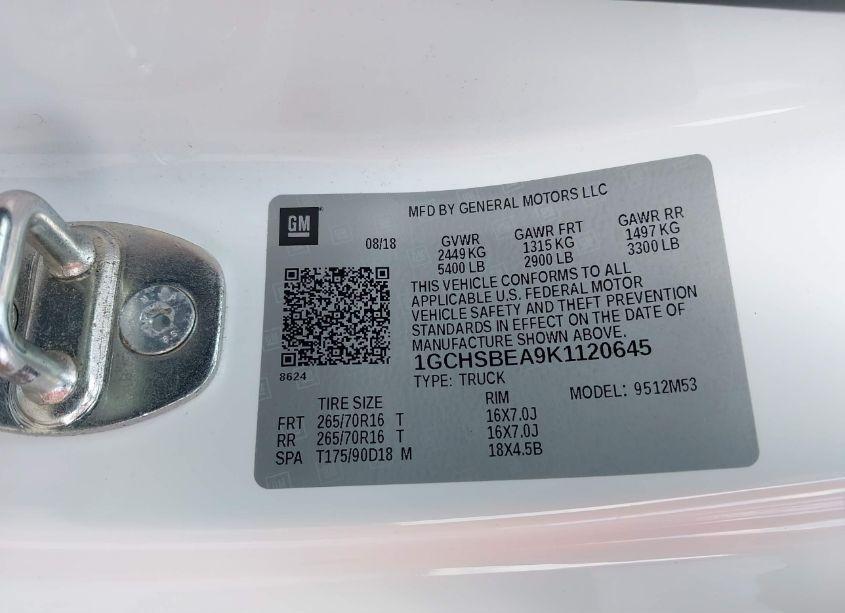 GM
MFD BY GENERAL MOTORS LLC
08/18
GVWR
2449 KG
5400 LB
GAWR FRT
1315 KG
2900 LB
GAWR RR
1497 KG
3300 LB
THIS VEHICLE CONFORMS TO ALL
APPLICABLE U.S. FEDERAL MOTOR
VEHICLE SAFETY AND THEFT PREVENTION
STANDARDS IN EFFECT ON THE DATE OF
MANUFACTURE SHOWN ABOVE.
8624
1GCHSBEA9K1120645
TYPE: TRUCK
MODEL: 9512M53
TIRE SIZE RIM
FRT 265/70R16 T 16X7.0J
RR 265/70R16 T 16X7.0J
SPA T175/90D18 M 18X4.5B